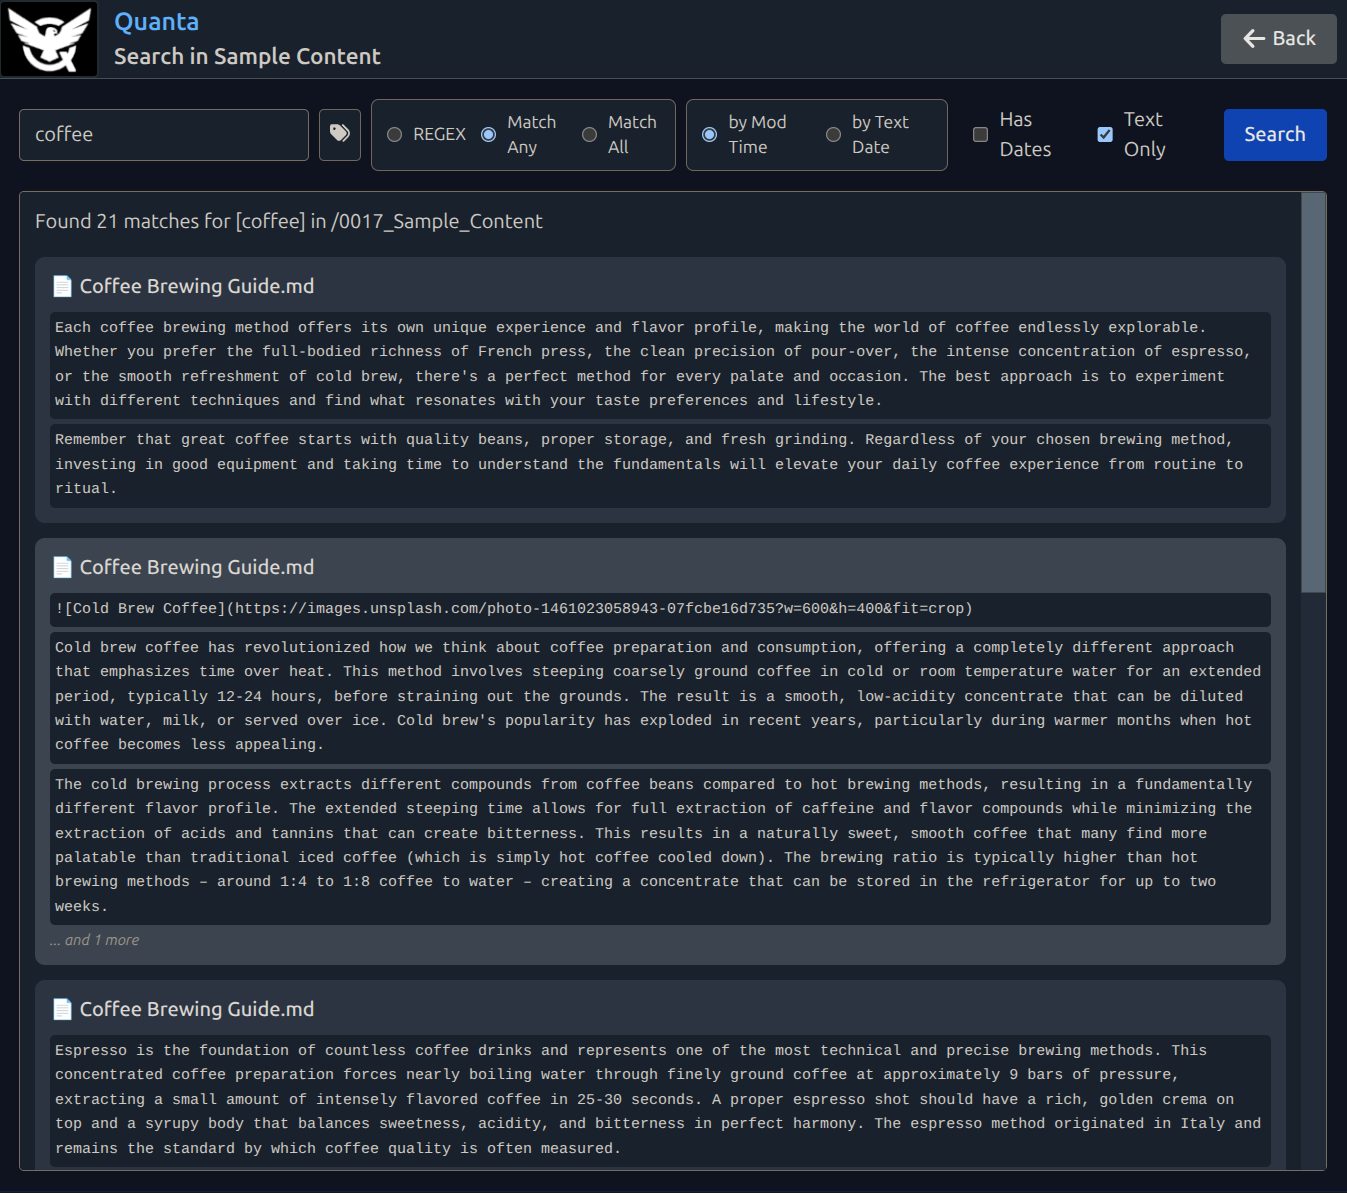 Quanta
Search in Sample Content
Back
coffee
REGEX
Match
Any
Match
All
by Mod
Time
by Text
Date
Has
Dates
Text
Only
Search
Found 21 matches for [coffee] in /0017_Sample_Content
Coffee Brewing Guide.md
Each coffee brewing method offers its own unique experience and flavor profile, making the world of coffee endlessly explorable.
Whether you prefer the full-bodied richness of French press, the clean precision of pour-over, the intense concentration of espresso,
or the smooth refreshment of cold brew, there's a perfect method for every palate and occasion. The best approach is to experiment
with different techniques and find what resonates with your taste preferences and lifestyle.
Remember that great coffee starts with quality beans, proper storage, and fresh grinding. Regardless of your chosen brewing method,
investing in good equipment and taking time to understand the fundamentals will elevate your daily coffee experience from routine to
ritual.
Coffee Brewing Guide.md
![Cold Brew Coffee](https://images.unsplash.com/photo-1461023058943-07fcbe16d735?w=600&h=400&fit=crop)
Cold brew coffee has revolutionized how we think about coffee preparation and consumption, offering a completely different approach
that emphasizes time over heat. This method involves steeping coarsely ground coffee in cold or room temperature water for an extended
period, typically 12-24 hours, before straining out the grounds. The result is a smooth, low-acidity concentrate that can be diluted
with water, milk, or served over ice. Cold brew's popularity has exploded in recent years, particularly during warmer months when hot
coffee becomes less appealing.
The cold brewing process extracts different compounds from coffee beans compared to hot brewing methods, resulting in a fundamentally
different flavor profile. The extended steeping time allows for full extraction of caffeine and flavor compounds while minimizing the
extraction of acids and tannins that can create bitterness. This results in a naturally sweet, smooth coffee that many find more
palatable than traditional iced coffee (which is simply hot coffee cooled down). The brewing ratio is typically higher than hot
brewing methods – around 1:4 to 1:8 coffee to water – creating a concentrate that can be stored in the refrigerator for up to two
weeks.
... and 1 more
Coffee Brewing Guide.md
Espresso is the foundation of countless coffee drinks and represents one of the most technical and precise brewing methods. This
concentrated coffee preparation forces nearly boiling water through finely ground coffee at approximately 9 bars of pressure,
extracting a small amount of intensely flavored coffee in 25-30 seconds. A proper espresso shot should have a rich, golden crema on
top and a syrupy body that balances sweetness, acidity, and bitterness in perfect harmony. The espresso method originated in Italy and
remains the standard by which coffee quality is often measured.